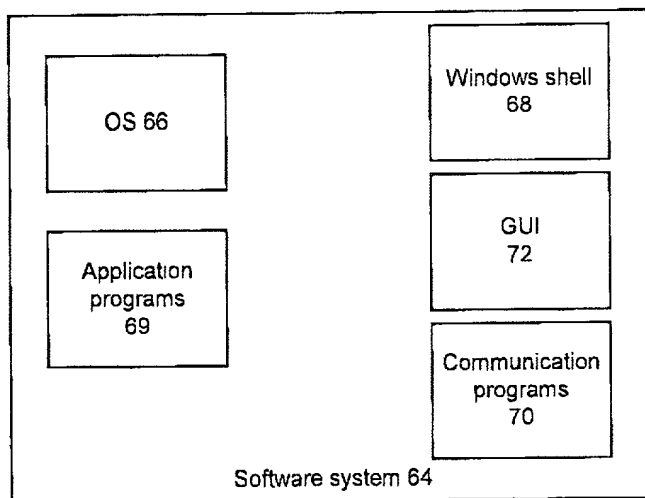 OS 66
Application
programs
69
Windows shell
68
GUI
72
Communication
programs
70
Software system 64